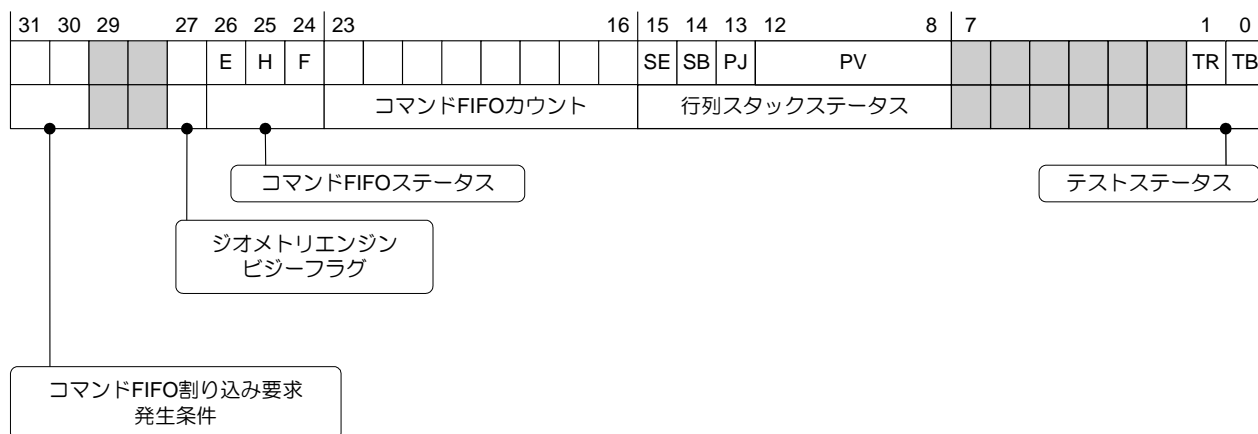 31 30 29 27 26 25 24 23 16 15 14 13 12 8 7 1 0
E H F SE SB PJ PV TR TB
コマンドFIFOカウント 行列スタックステータス
コマンドFIFOステータス テストステータス
ジオメトリエンジン
ビジーフラグ
コマンドFIFO割り込み要求
発生条件